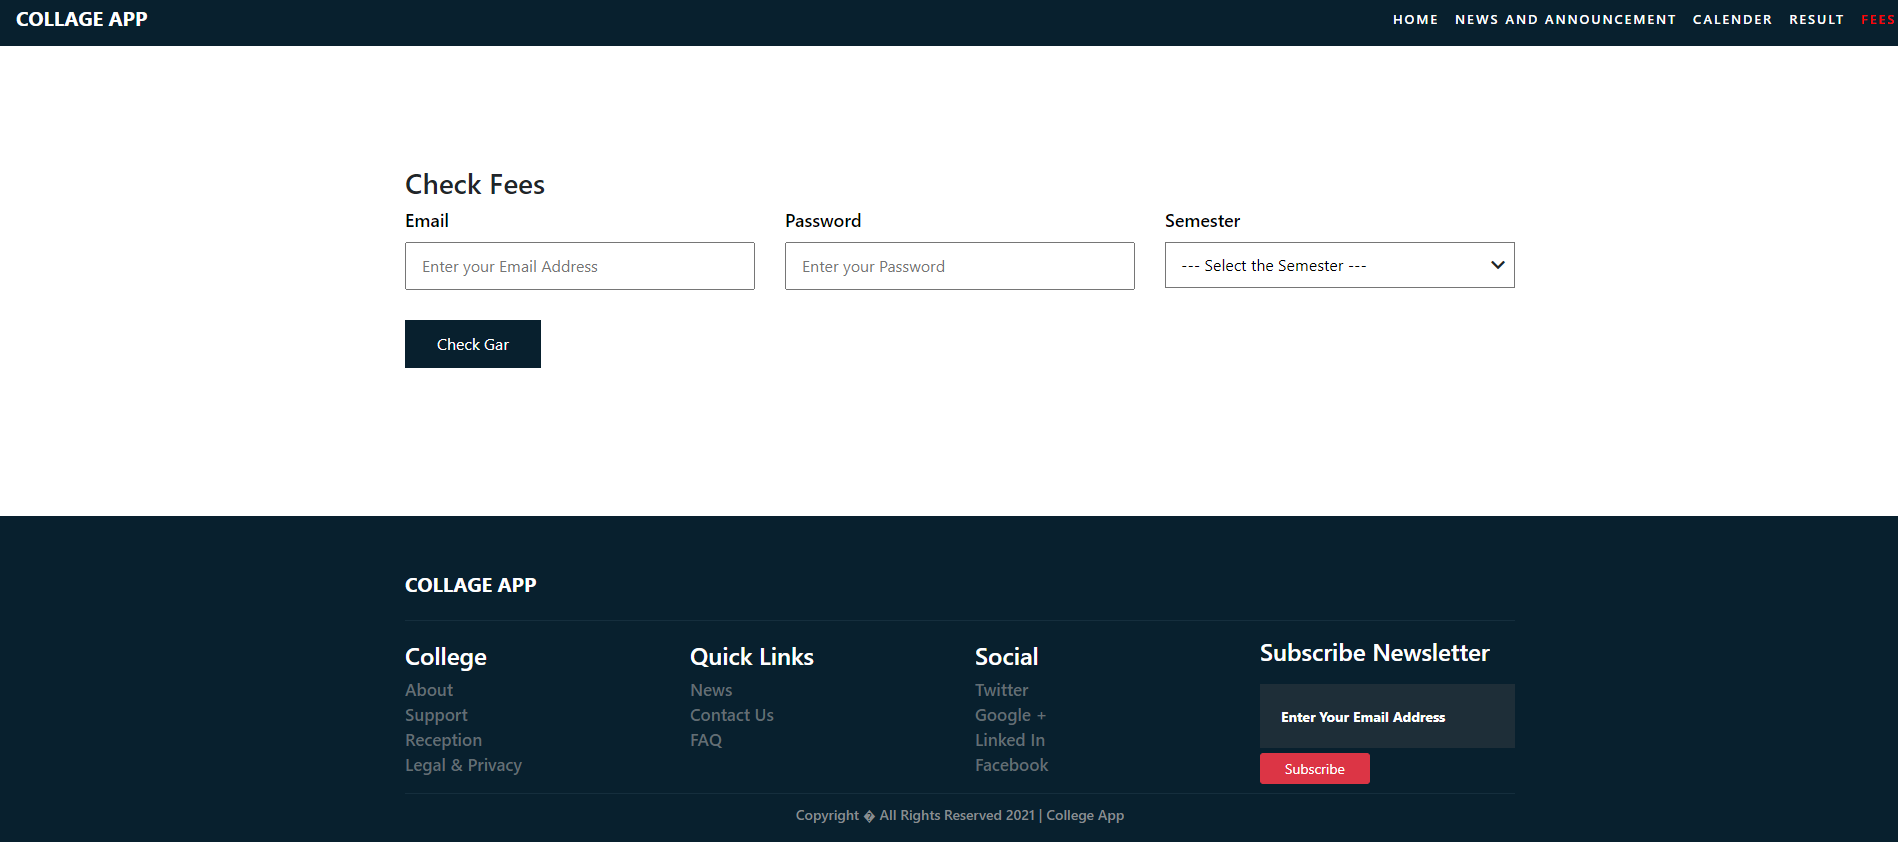 COLLAGE APP
HOME NEWS AND ANNOUNCEMENT CALENDER RESULT FEES
Check Fees
Email Password Semester
Enter your Email Address Enter your Password --- Select the Semester ---
Check Gar
COLLAGE APP
College
About
Support
Reception
Legal & Privacy
Quick Links
News
Contact Us
FAQ
Social
Twitter
Google +
Linked In
Facebook
Subscribe Newsletter
Enter Your Email Address
Subscribe
Copyright � All Rights Reserved 2021 | College App